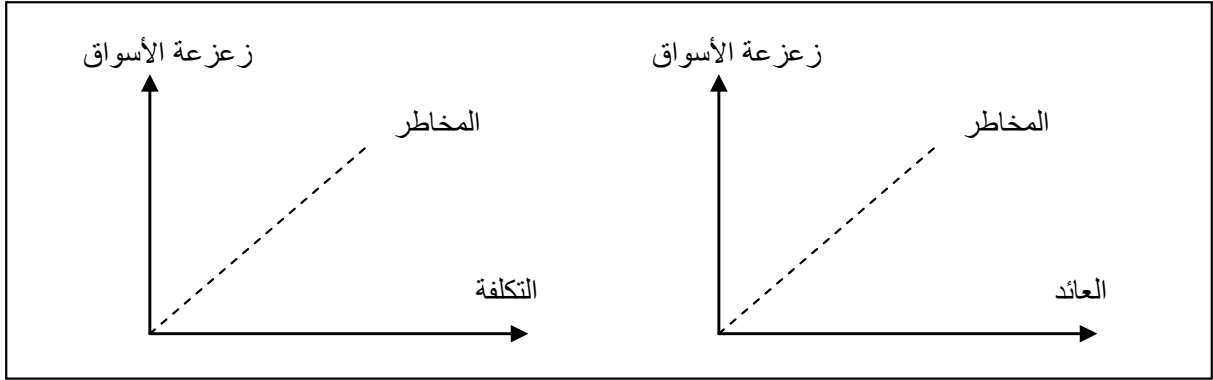 زعزعة الأسواق
المخاطر
العائد
زعزعة الأسواق
المخاطر
التكلفة